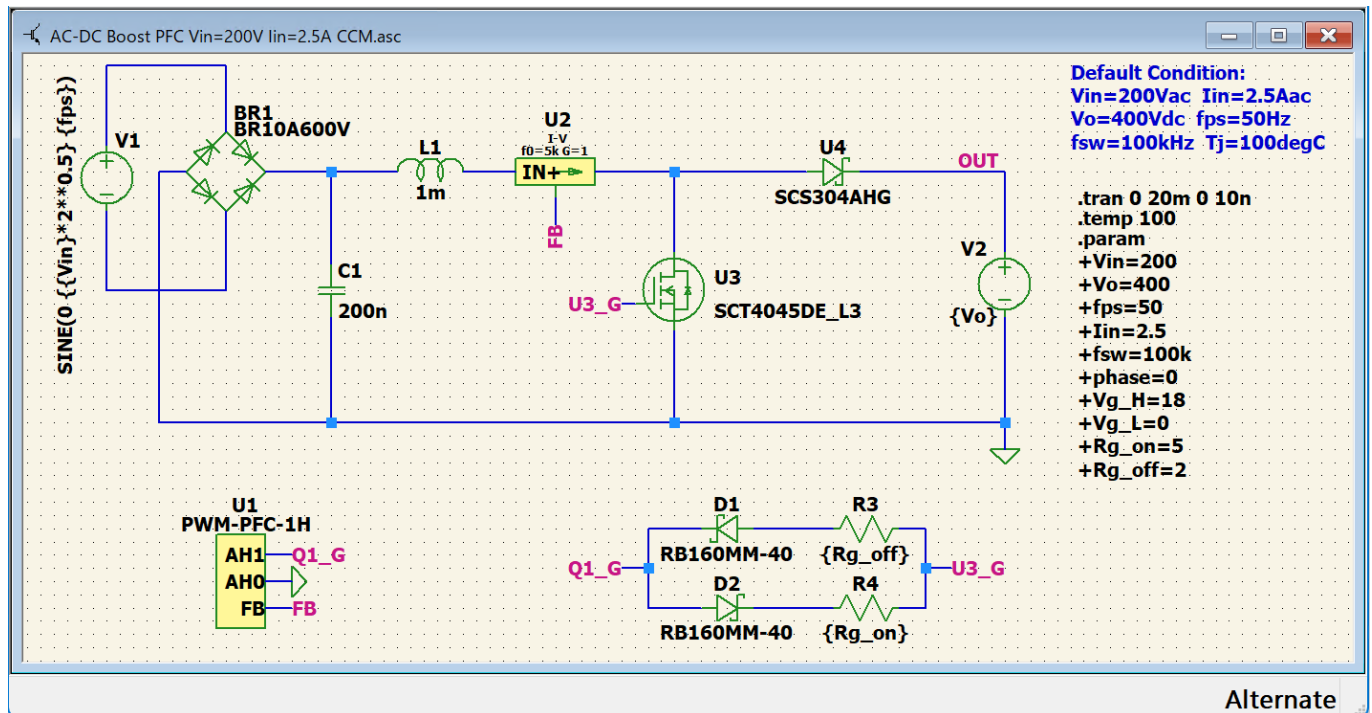 AC-DC Boost PFC Vin=200V Iin=2.5A CCM.asc
SINE(0 {{Vin}*2**0.5} {fps})
V1
BR1
BR10A600V
L1
1m
U2
I-V
f0=5k G=1
IN+
FB
C1
200n
U4
SCS304AHG
OUT
U3_G
U3
SCT4045DE_L3
V2
{Vo}
Default Condition:
Vin=200Vac Iin=2.5Aac
Vo=400Vdc fps=50Hz
fsw=100kHz Tj=100degC
.tran 0 20m 0 10n
.temp 100
.param
+Vin=200
+Vo=400
+fps=50
+Iin=2.5
+fsw=100k
+phase=0
+Vg_H=18
+Vg_L=0
+Rg_on=5
+Rg_off=2
U1
PWM-PFC-1H
AH1 Q1_G
AH0
FB FB
Q1_G
D1
RB160MM-40
R3
{Rg_off}
D2
RB160MM-40
R4
{Rg_on}
U3_G
Alternate